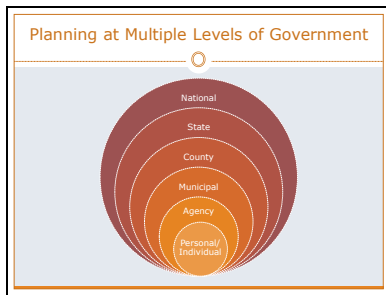 Planning at Multiple Levels of Government
National
State
County
Municipal
Agency
Personal/
Individual